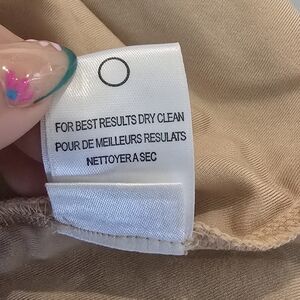 FOR BEST RESULTS DRY CLEAN
POUR DE MEILLEURS RESULATS
NETTOYER A SEC